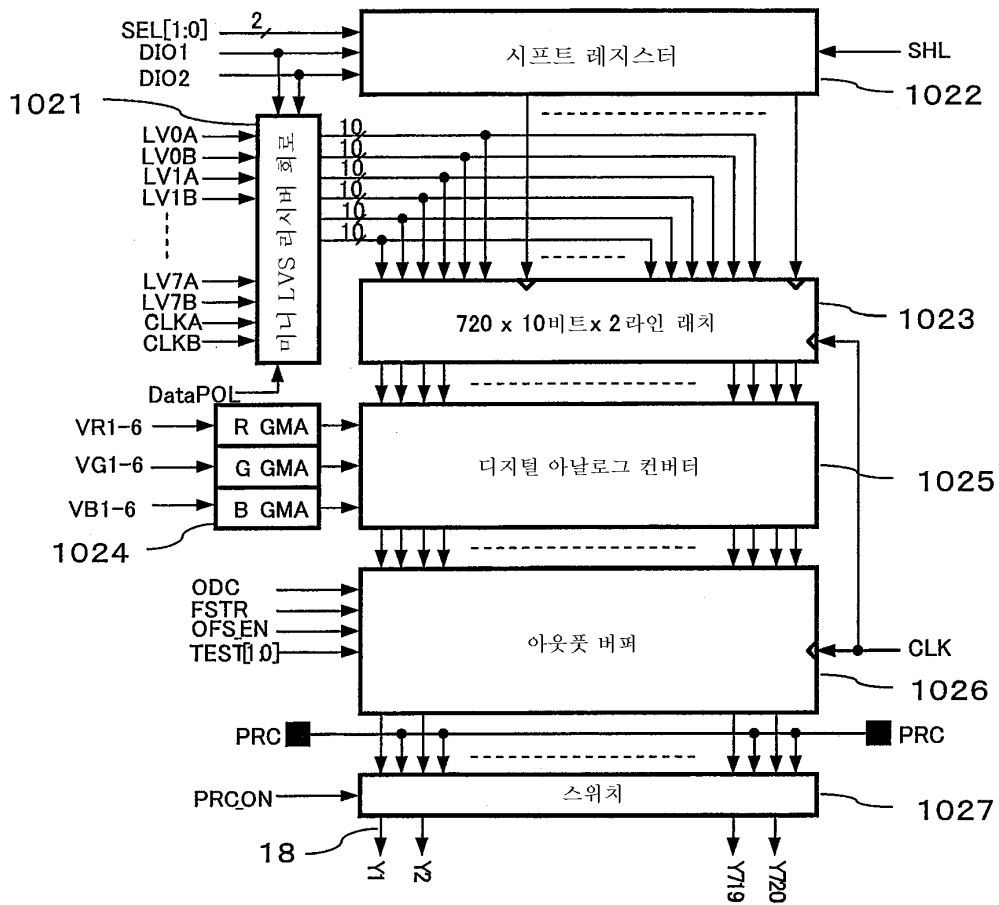 SEL[1:0]
2
DIO1
DIO2
시프트 레지스터
SHL
1022
1021
LV0A
LV0B
LV1A
LV1B
LV7A
LV7B
CLKA
CLKB
미니 LVS 리시버 회로
10
10
10
10
10
10
DataPOL
720 x 10비트 x 2라인 래치
1023
VR1-6
VG1-6
VB1-6
R GMA
G GMA
B GMA
1024
디지털 아날로그 컨버터
1025
ODC
FSTR
OFS_EN
TEST[1:0]
아웃풋 버퍼
CLK
1026
PRC
PRC
PRC_ON
스위치
1027
18
Y1
Y2
Y719
Y720